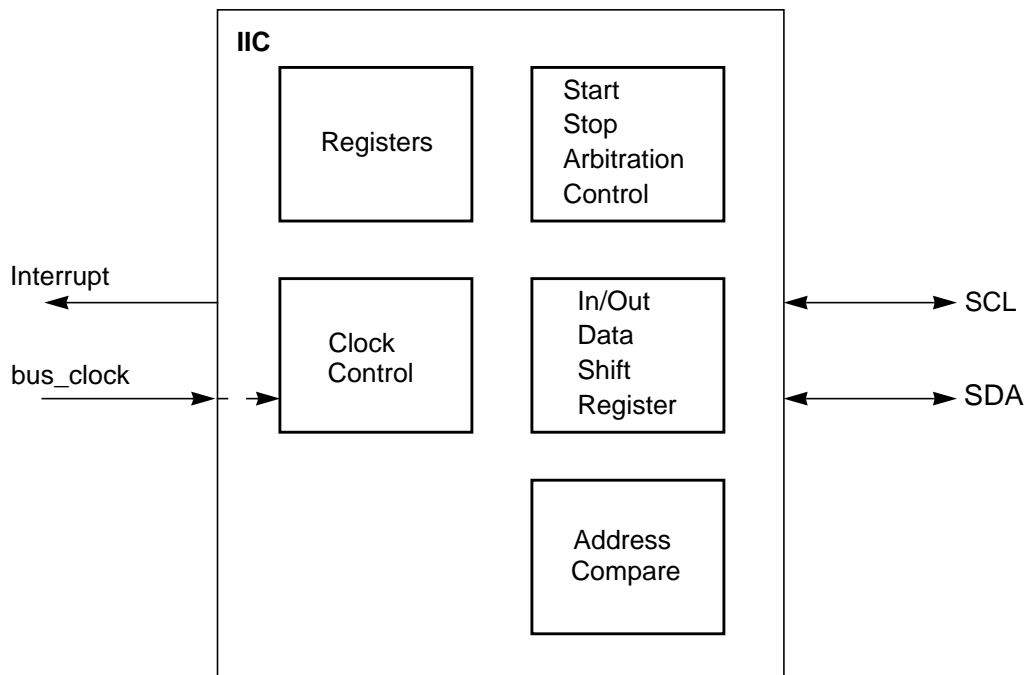 IIC
Registers
Start
Stop
Arbitration
Control
Interrupt
bus_clock
Clock
Control
In/Out
Data
Shift
Register
SCL
SDA
Address
Compare